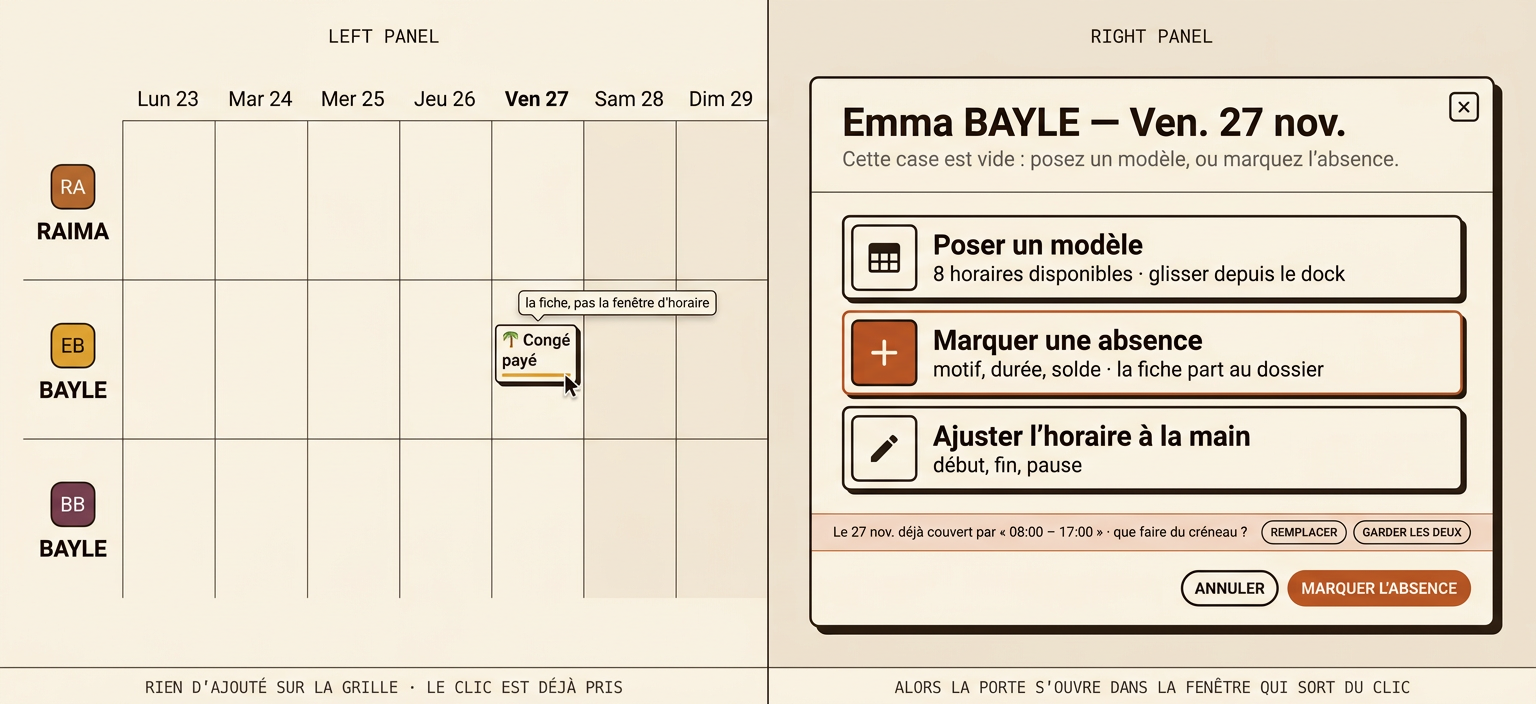 LEFT PANEL
Lun 23 Mar 24 Mer 25 Jeu 26 Ven 27 Sam 28 Dim 29
RA
RAIMA
la fiche, pas la fenêtre d'horaire
EB
BAYLE
🌴 Congé
payé
BB
BAYLE
RIEN D'AJOUTÉ SUR LA GRILLE · LE CLIC EST DÉJÀ PRIS
RIGHT PANEL
Emma BAYLE — Ven. 27 nov.
Cette case est vide : posez un modèle, ou marquez l'absence.
Poser un modèle
8 horaires disponibles · glisser depuis le dock
Marquer une absence
motif, durée, solde · la fiche part au dossier
Ajuster l'horaire à la main
début, fin, pause
Le 27 nov. déjà couvert par « 08:00 – 17:00 » · que faire du créneau ? REMPLACER GARDER LES DEUX
ANNULER MARQUER L'ABSENCE
ALORS LA PORTE S'OUVRE DANS LA FENÊTRE QUI SORT DU CLIC